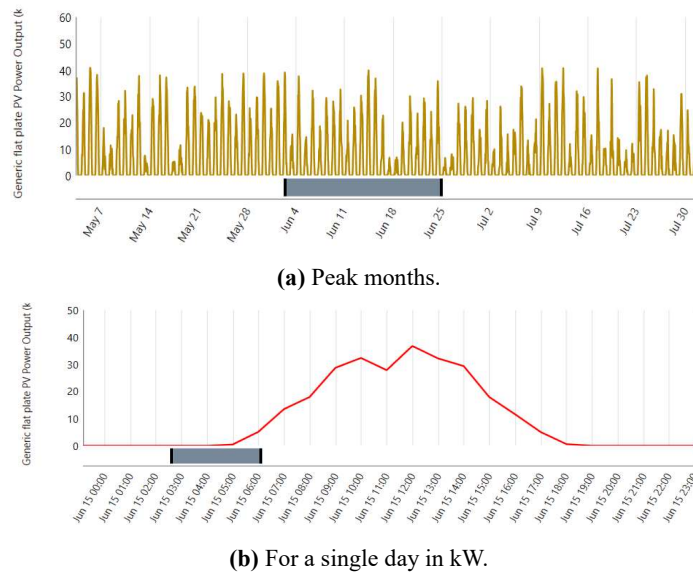 Generic flat plate PV Power Output (k
60
50
40
30
20
10
0
May 7
May 14
May 21
May 28
Jun 4
Jun 11
Jun 18
Jun 25
Jul 2
Jul 9
Jul 16
Jul 23
Jul 30
(a) Peak months.
Generic flat plate PV Power Output (k
50
40
30
20
10
0
Jun 15 00:00
Jun 15 01:00
Jun 15 02:00
Jun 15 03:00
Jun 15 04:00
Jun 15 05:00
Jun 15 06:00
Jun 15 07:00
Jun 15 08:00
Jun 15 09:00
Jun 15 10:00
Jun 15 11:00
Jun 15 12:00
Jun 15 13:00
Jun 15 14:00
Jun 15 15:00
Jun 15 16:00
Jun 15 17:00
Jun 15 18:00
Jun 15 19:00
Jun 15 20:00
Jun 15 21:00
Jun 15 22:00
Jun 15 23:00
(b) For a single day in kW.